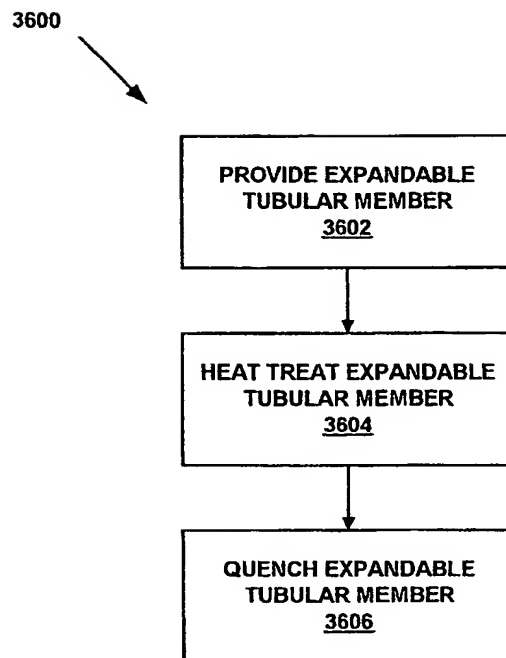 3600
PROVIDE EXPANDABLE
TUBULAR MEMBER
3602
HEAT TREAT EXPANDABLE
TUBULAR MEMBER
3604
QUENCH EXPANDABLE
TUBULAR MEMBER
3606